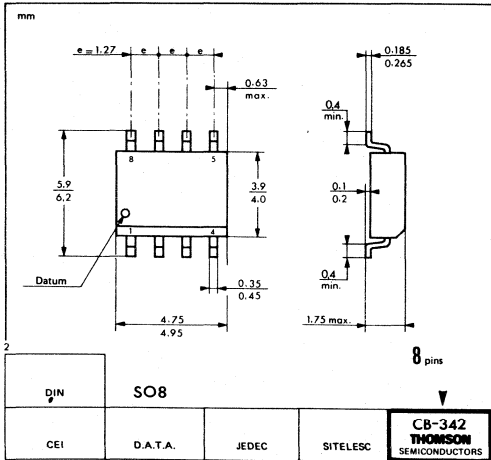 mm
e = 1.27 e e e
0.63
max.
0.185
0.265
0,4
min.
8 5
5.9
6.2
3.9
4.0
0.1
0.2
1 4
Datum
0.35
0.45
0,4
min.
4.75
4.95
1.75 max.
2
8 pins
DIN
SO8
CEI
D.A.T.A.
JEDEC
SITELESC
CB-342
THOMSON
SEMICONDUCTORS